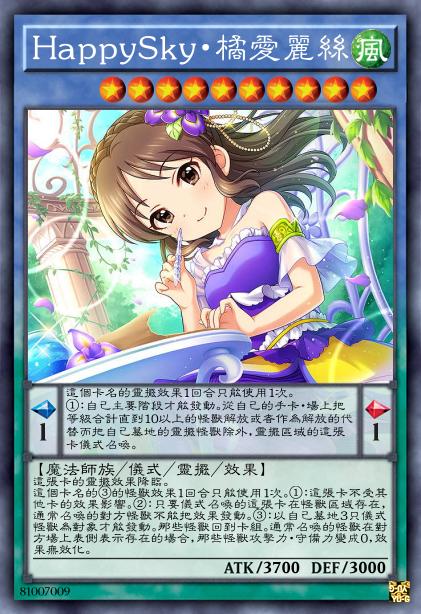 HappySky・橘愛麗絲 風
這個卡名的靈擺效果1回合只能使用1次。
①:自己主要階段才能發動。從自己的手卡・場上把
等級合計直到10以上的怪獸解放或者作為解放的代
替而把自己墓地的靈擺怪獸除外,靈擺區域的這張
卡儀式召喚。
1 1
【魔法師族/儀式/靈擺/效果】
這張卡的靈擺效果降臨。
這個卡名的③的怪獸效果1回合只能使用1次。①:這張卡不受其
他卡的效果影響。②:只要儀式召喚的這張卡在怪獸區域存在,
通常召喚的對方怪獸不能把效果發動。③:以自己墓地3只儀式
怪獸為對象才能發動。那些怪獸回到卡組。通常召喚的怪獸在對
方場上表側表示存在的場合,那些怪獸攻擊力・守備力變成0,效
果無效化。
ATK/3700 DEF/3000
81007009